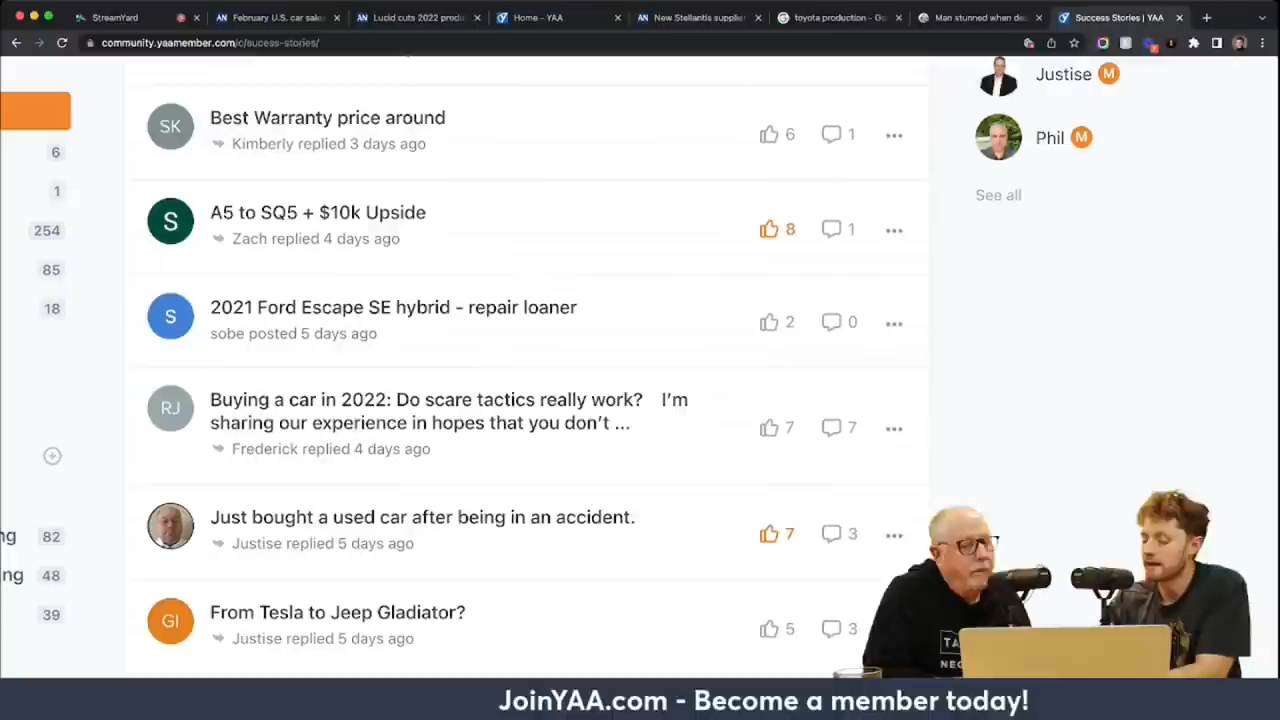 StreamYard
February U.S. car sale
Lucid cuts 2022 produ
Home - YAA
New Stellantis supplie
toyota production - Go
Man stunned when de
Success Stories | YAA
community.yaamember.com/c/sucess-stories/
6
1
254
85
18
ng 82
ng 48
39
SK
Best Warranty price around
Kimberly replied 3 days ago
6
1
S
A5 to SQ5 + $10k Upside
Zach replied 4 days ago
8
1
S
2021 Ford Escape SE hybrid - repair loaner
sobe posted 5 days ago
2
0
RJ
Buying a car in 2022: Do scare tactics really work? I'm
sharing our experience in hopes that you don't ...
Frederick replied 4 days ago
7
7
Just bought a used car after being in an accident.
Justise replied 5 days ago
7
3
GI
From Tesla to Jeep Gladiator?
Justise replied 5 days ago
5
3
Justise M
Phil M
See all
TA
NEG
JoinYAA.com - Become a member today!